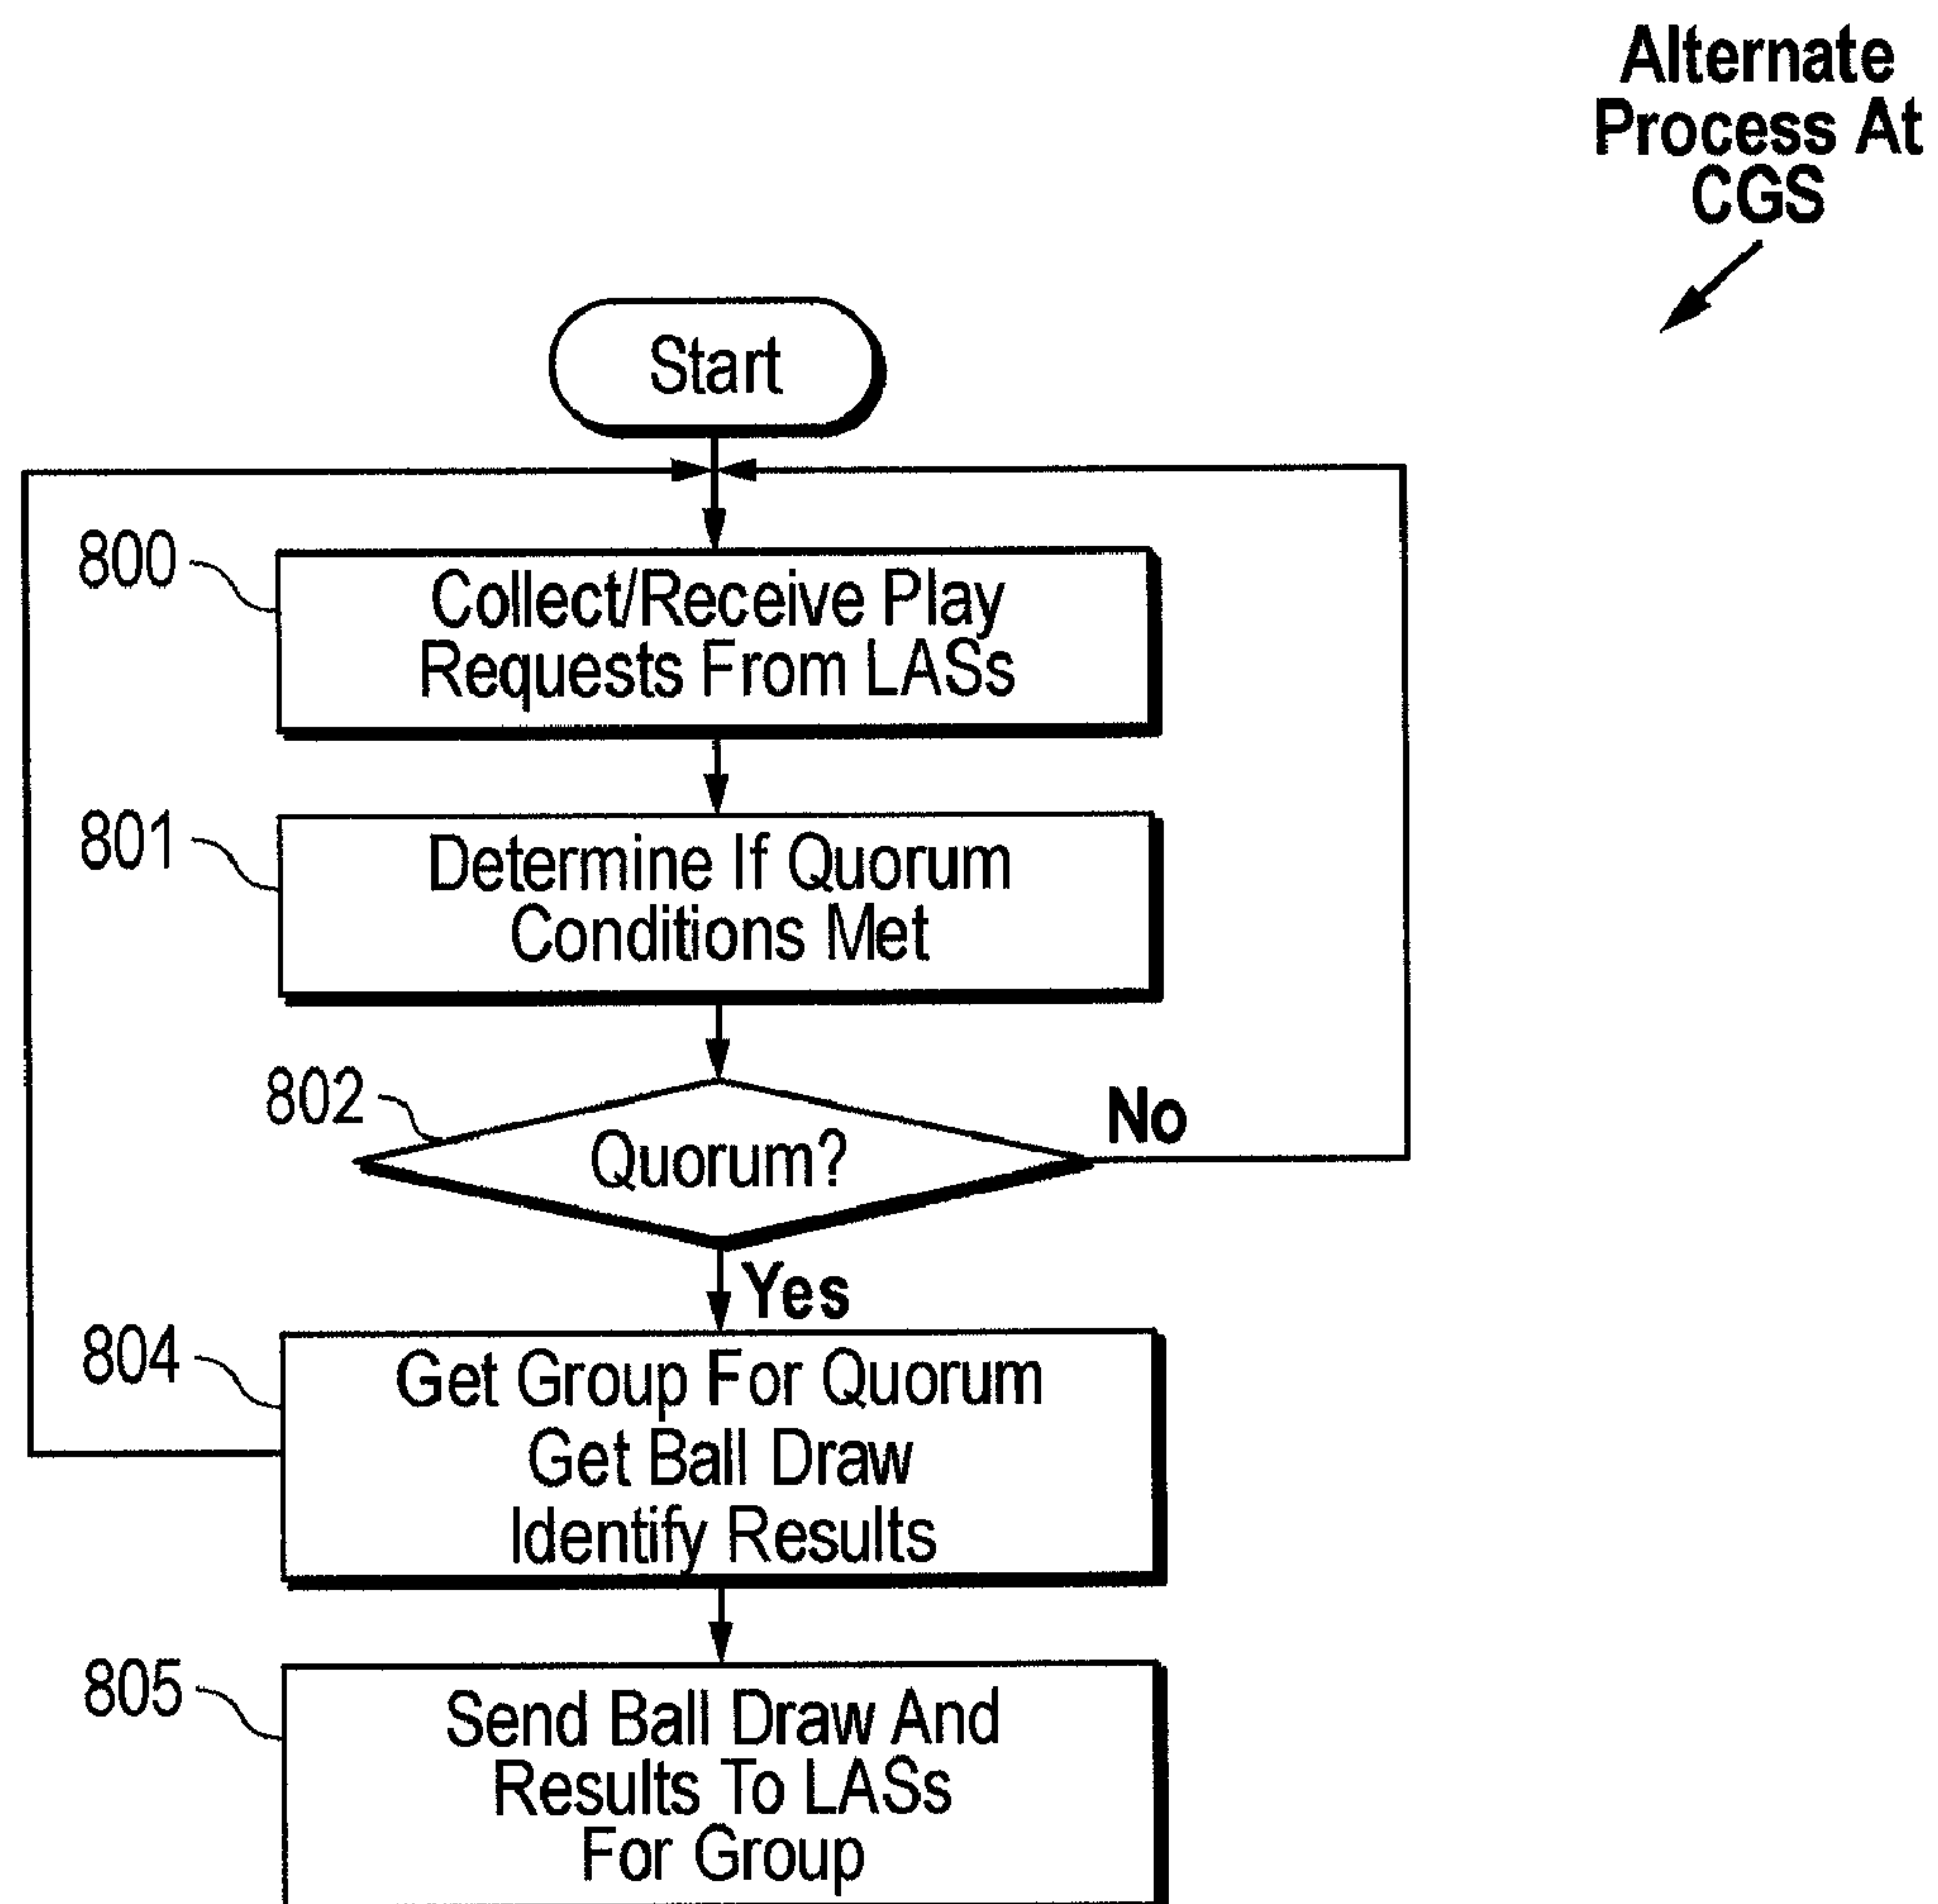 Alternate
Process At
CGS
Start
800
Collect/Receive Play
Requests From LASs
801
Determine If Quorum
Conditions Met
802
Quorum?
No
Yes
804
Get Group For Quorum
Get Ball Draw
Identify Results
805
Send Ball Draw And
Results To LASs
For Group